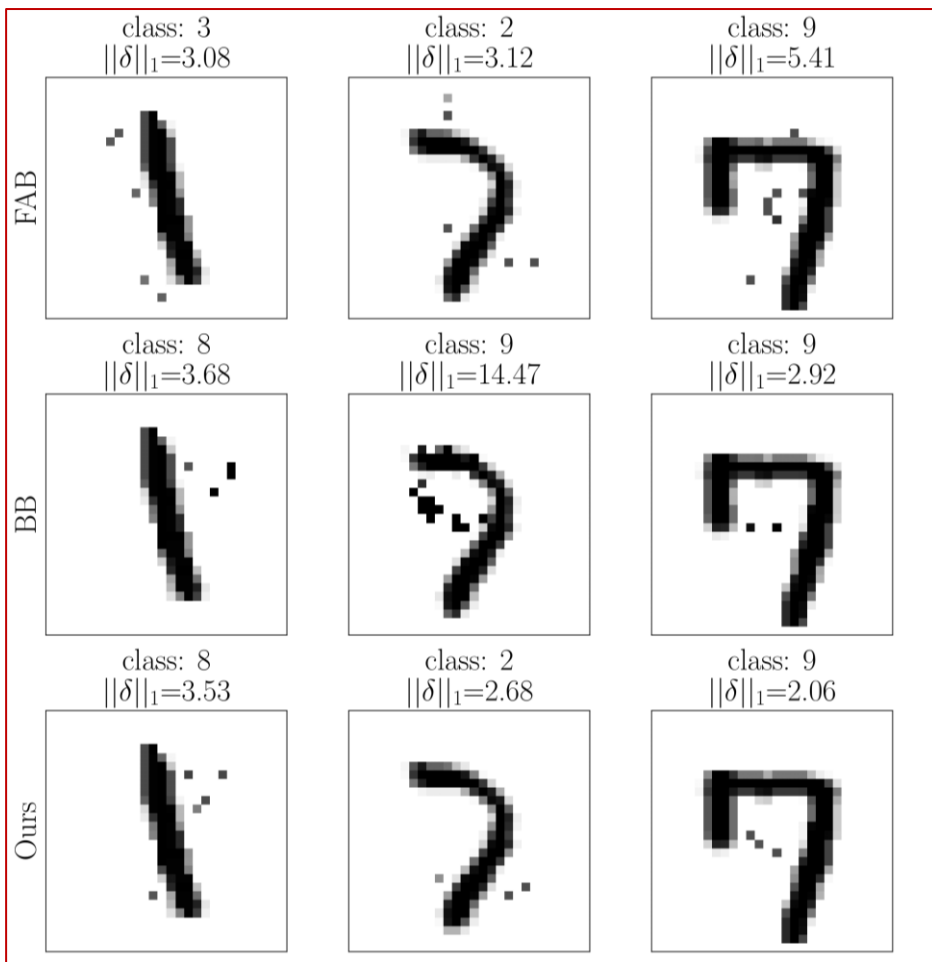 class: 3
||δ||₁=3.08
class: 2
||δ||₁=3.12
class: 9
||δ||₁=5.41
FAB
class: 8
||δ||₁=3.68
class: 9
||δ||₁=14.47
class: 9
||δ||₁=2.92
BB
class: 8
||δ||₁=3.53
class: 2
||δ||₁=2.68
class: 9
||δ||₁=2.06
Ours